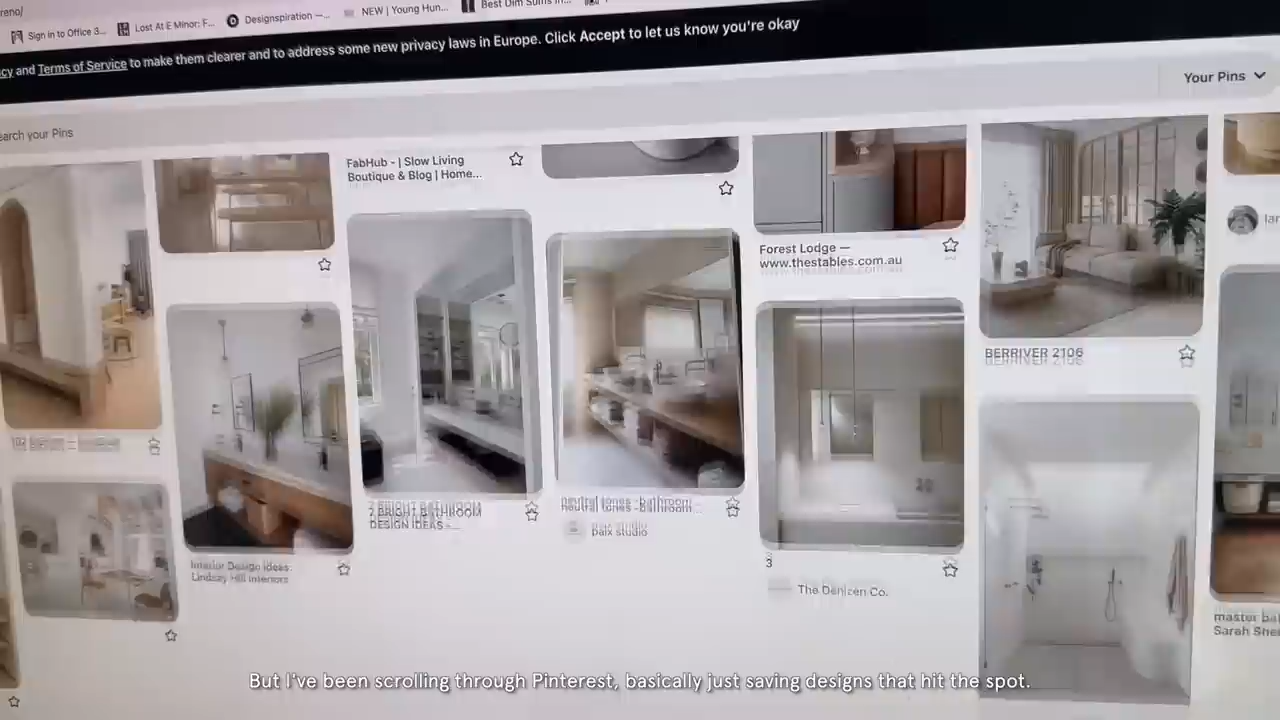 reno/
Sign in to Office 3...
Lost At E Minor: F...
Designspiration —...
NEW | Young Hun...
Best Dim Sums in...
cy and Terms of Service to make them clearer and to address some new privacy laws in Europe. Click Accept to let us know you're okay
Your Pins
earch your Pins
FabHub - | Slow Living
Boutique & Blog | Home...
Forest Lodge —
www.thestables.com.au
BERRIVER 2106
7 BRIGHT BATHROOM
DESIGN IDEAS -...
neutral tones -bathroom...
paix studio
Interior Design Ideas:
Lindsay Hill Interiors
3
The Denizen Co.
master ba
Sarah She
But I've been scrolling through Pinterest, basically just saving designs that hit the spot.